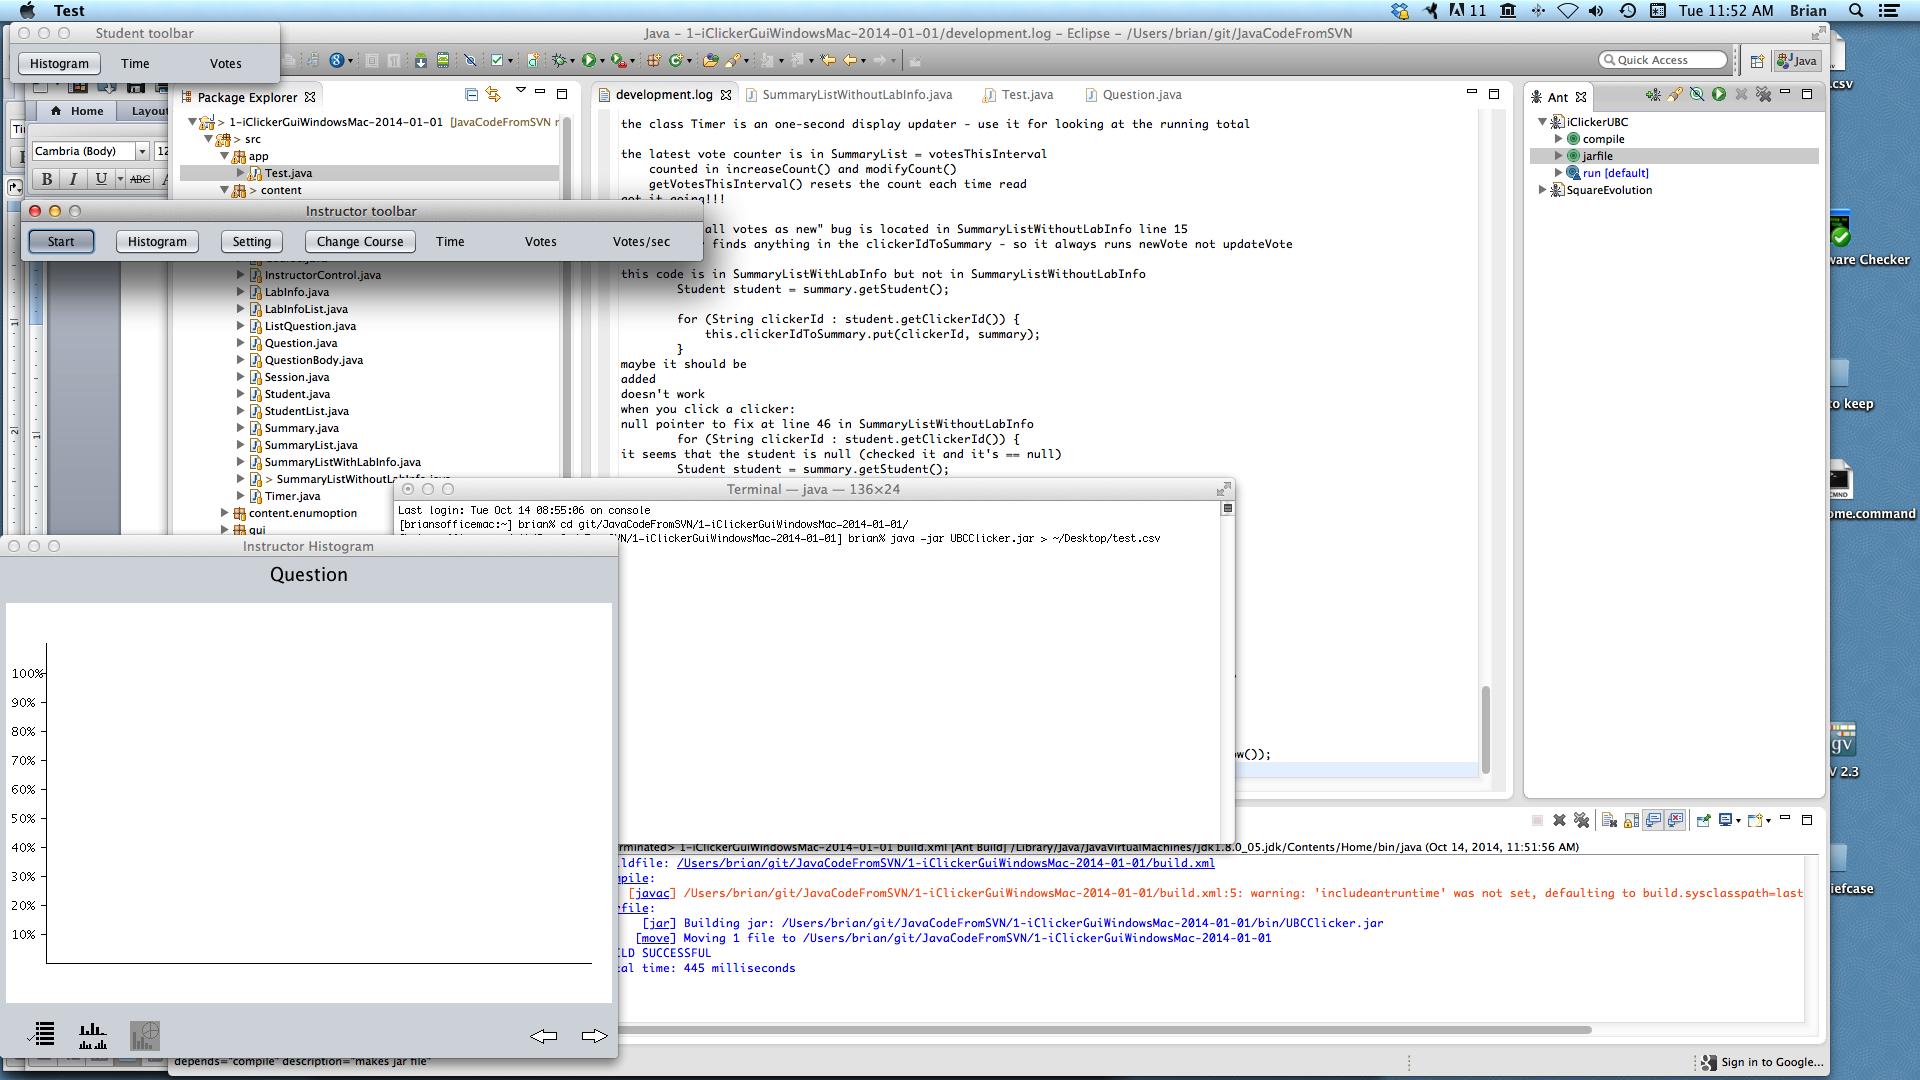 Test
11
Tue 11:52 AM
Brian
Student toolbar
Histogram
Time
Votes
Java - 1-iClickerGuiWindowsMac-2014-01-01/development.log - Eclipse - /Users/brian/git/JavaCodeFromSVN
Quick Access
Java
.csv
Home
Layou
Cambria (Body)
12
B I U ABC A
Package Explorer
1-iClickerGuiWindowsMac-2014-01-01 [JavaCodeFromSVN r
> src
app
Test.java
> content
Instructor toolbar
Start
Histogram
Setting
Change Course
Time
Votes
Votes/sec
InstructorControl.java
LabInfo.java
LabInfoList.java
ListQuestion.java
Question.java
QuestionBody.java
Session.java
Student.java
StudentList.java
Summary.java
SummaryList.java
SummaryListWithLabInfo.java
> SummaryListWithoutLabInfo.java
Timer.java
content.enumoption
gui
development.log
SummaryListWithoutLabInfo.java
Test.java
Question.java
the class Timer is an one-second display updater - use it for looking at the running total
the latest vote counter is in SummaryList = votesThisInterval
counted in increaseCount() and modifyCount()
getVotesThisInterval() resets the count each time read
got it going!!!
all votes as new" bug is located in SummaryListWithoutLabInfo line 15
finds anything in the clickerIdToSummary - so it always runs newVote not updateVote
this code is in SummaryListWithLabInfo but not in SummaryListWithoutLabInfo
Student student = summary.getStudent();
for (String clickerId : student.getClickerId()) {
this.clickerIdToSummary.put(clickerId, summary);
}
maybe it should be
added
doesn't work
when you click a clicker:
null pointer to fix at line 46 in SummaryListWithoutLabInfo
for (String clickerId : student.getClickerId()) {
it seems that the student is null (checked it and it's == null)
Student student = summary.getStudent();
ow());
Ant
iClickerUBC
compile
jarfile
run [default]
SquareEvolution
ware Checker
to keep
CMND
ome.command
gv
V 2.3
iefcase
Terminal — java — 136×24
Last login: Tue Oct 14 08:55:06 on console
[briansofficemac:~] brian% cd git/JavaCodeFromSVN/1-iClickerGuiWindowsMac-2014-01-01/
VN/1-iClickerGuiWindowsMac-2014-01-01] brian% java -jar UBCClicker.jar > ~/Desktop/test.csv
Instructor Histogram
Question
100%
90%
80%
70%
60%
50%
40%
30%
20%
10%
rminated> 1-iClickerGuiWindowsMac-2014-01-01 build.xml [Ant Build] /Library/Java/JavaVirtualMachines/jdk1.8.0_05.jdk/Contents/Home/bin/java (Oct 14, 2014, 11:51:56 AM)
ildfile: /Users/brian/git/JavaCodeFromSVN/1-iClickerGuiWindowsMac-2014-01-01/build.xml
mpile:
[javac] /Users/brian/git/JavaCodeFromSVN/1-iClickerGuiWindowsMac-2014-01-01/build.xml:5: warning: 'includeantruntime' was not set, defaulting to build.sysclasspath=last
rfile:
[jar] Building jar: /Users/brian/git/JavaCodeFromSVN/1-iClickerGuiWindowsMac-2014-01-01/bin/UBCClicker.jar
[move] Moving 1 file to /Users/brian/git/JavaCodeFromSVN/1-iClickerGuiWindowsMac-2014-01-01
LD SUCCESSFUL
al time: 445 milliseconds
depends="compile" description="makes jar file"
Sign in to Google...